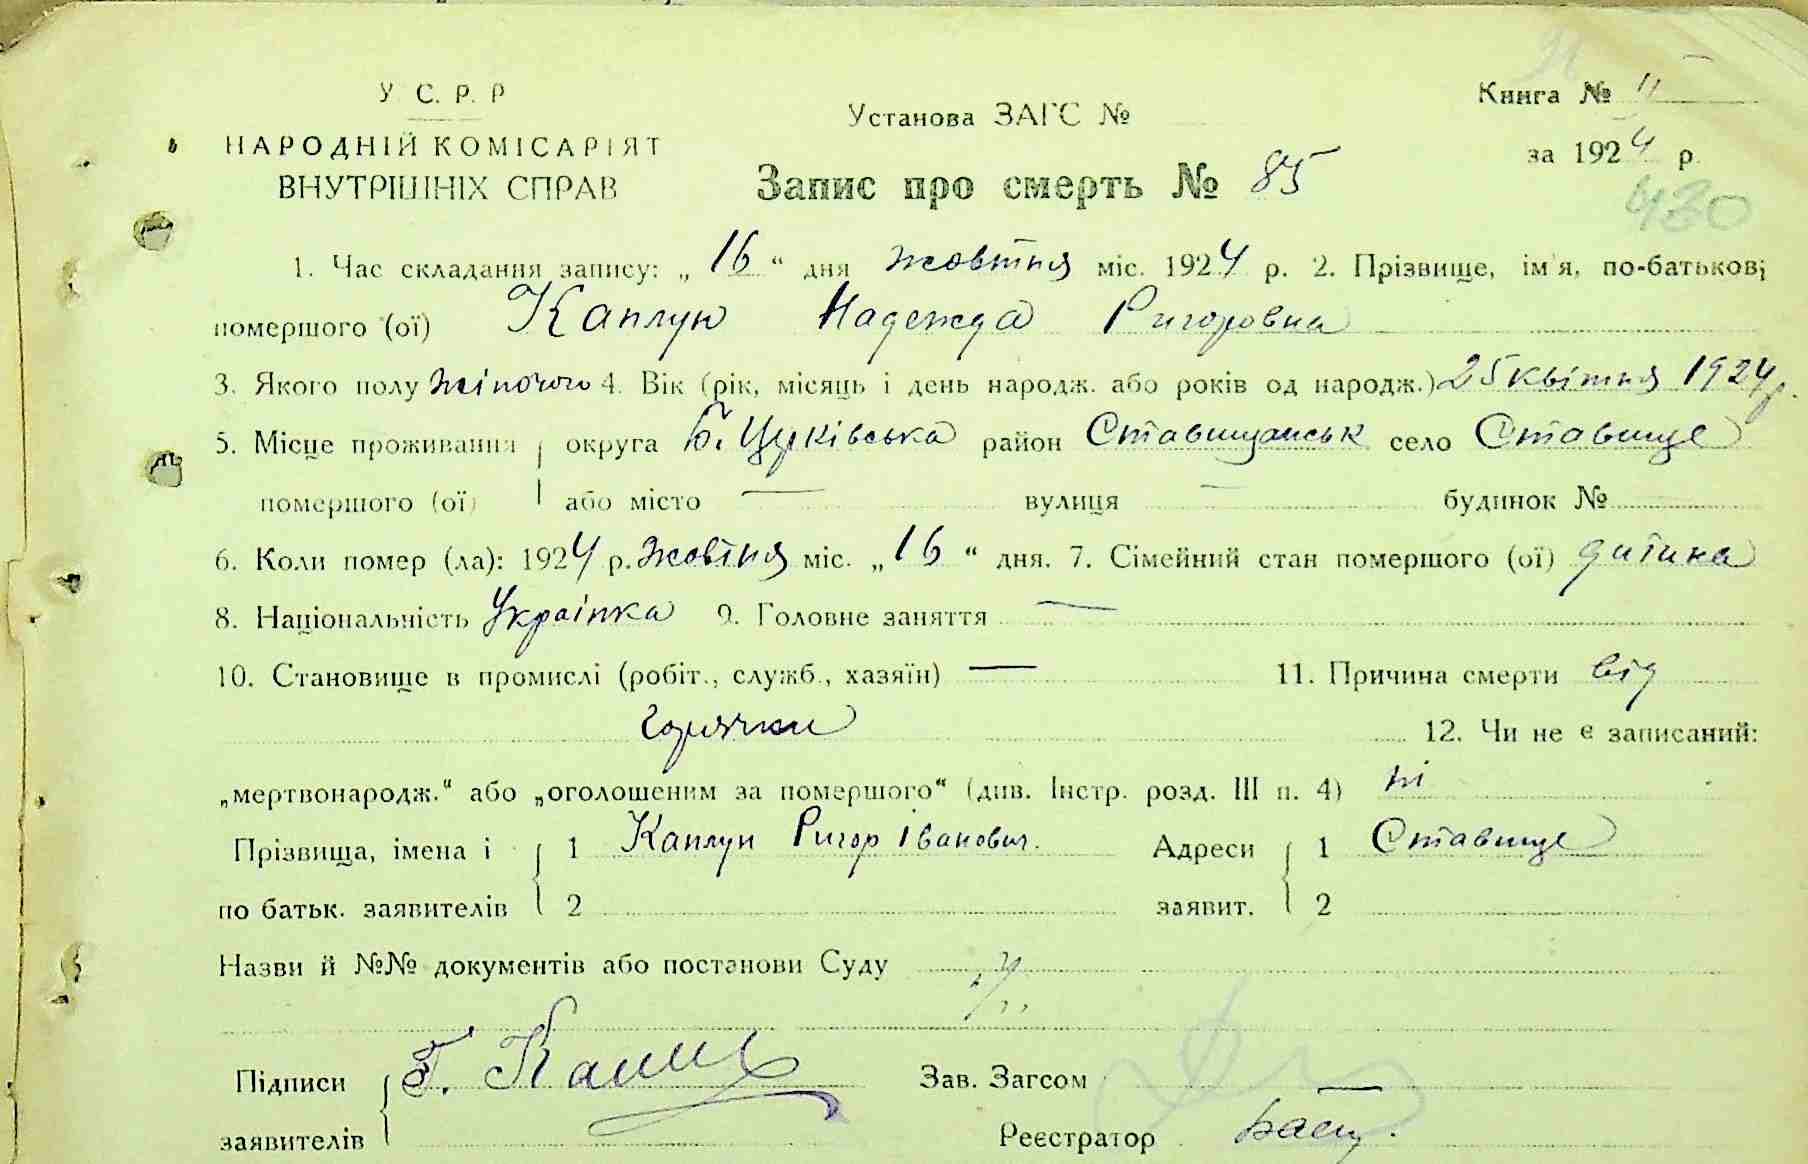 У С. Р. Р
НАРОДНІЙ КОМІСАРІЯТ
ВНУТРІШНІХ СПРАВ
Установа ЗАГС №
Запис про смерть № 85
Книга № II
за 1924 р.
430
1. Час складання запису: „16“ дня жовтня міс. 1924 р. 2. Прізвище, ім'я, по-батькові
помершого (ої) Каплун Надежда Ригоровна
3. Якого полу жіночого 4. Вік (рік, місяць і день народж. або років од народж.) 25 квітня 1924 р.
5. Місце проживання округа Б. Цуківська район Ставищанськ село Ставище
помершого (ої) або місто — вулиця — будинок №
6. Коли помер (ла): 1924 р. жовтня міс. „16“ дня. 7. Сімейний стан помершого (ої) дитина
8. Національність Українка 9. Головне заняття —
10. Становище в промислі (робіт., служб., хазяїн) — 11. Причина смерти від
горячки 12. Чи не є записаний:
„мертвонародж.“ або „оголошеним за помершого“ (див. Інстр. розд. III п. 4) ні
Прізвища, імена і 1 Каплун Ригор Іванович. Адреси 1 Ставище
по батьк. заявителів 2 заявит. 2
Назви й №№ документів або постанови Суду
Підписи Г. Каплун Зав. Загсом
заявителів Реєстратор